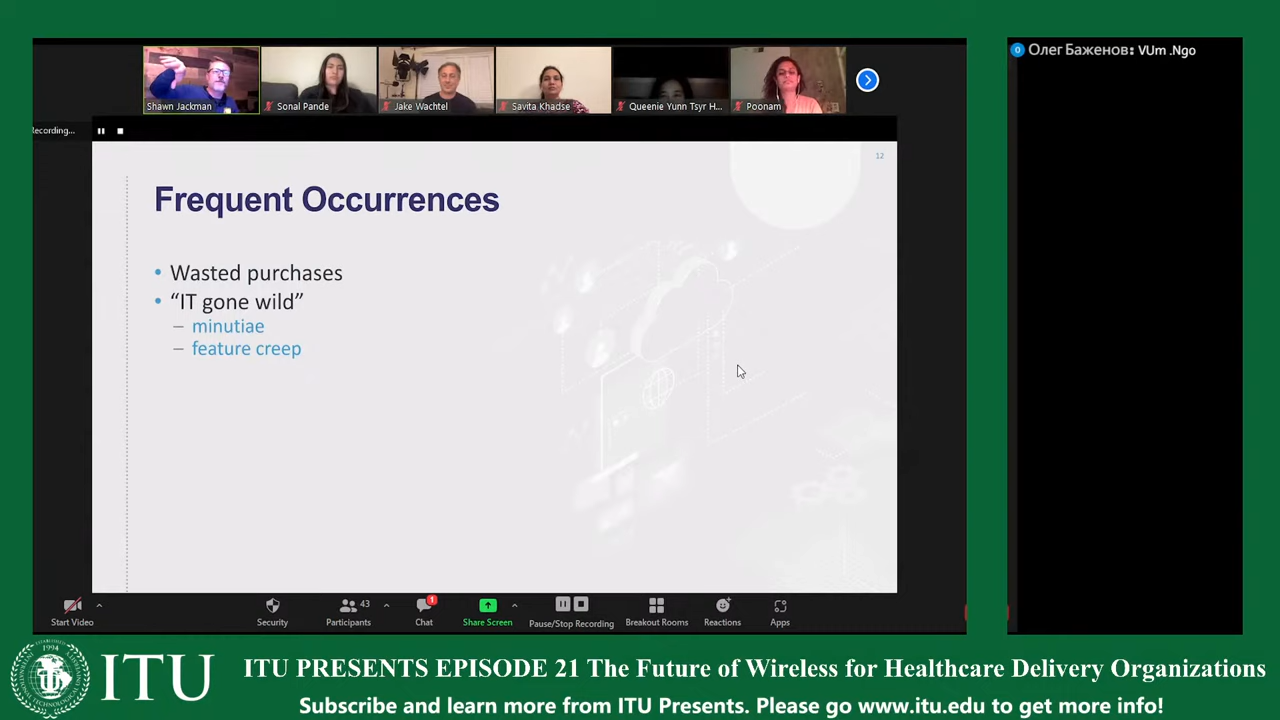 Shawn Jackman
Sonal Pande
Jake Wachtel
Savita Khadse
Queenie Yunn Tsyr H...
Poonam
ecording...
12
Frequent Occurrences
• Wasted purchases
• “IT gone wild”
– minutiae
– feature creep
Start Video
Security
43
Participants
1
Chat
Share Screen
Pause/Stop Recording
Breakout Rooms
Reactions
Apps
О Олег Баженов: VUm .Ngo
1994
ITU
ITU PRESENTS EPISODE 21 The Future of Wireless for Healthcare Delivery Organizations
Subscribe and learn more from ITU Presents. Please go www.itu.edu to get more info!